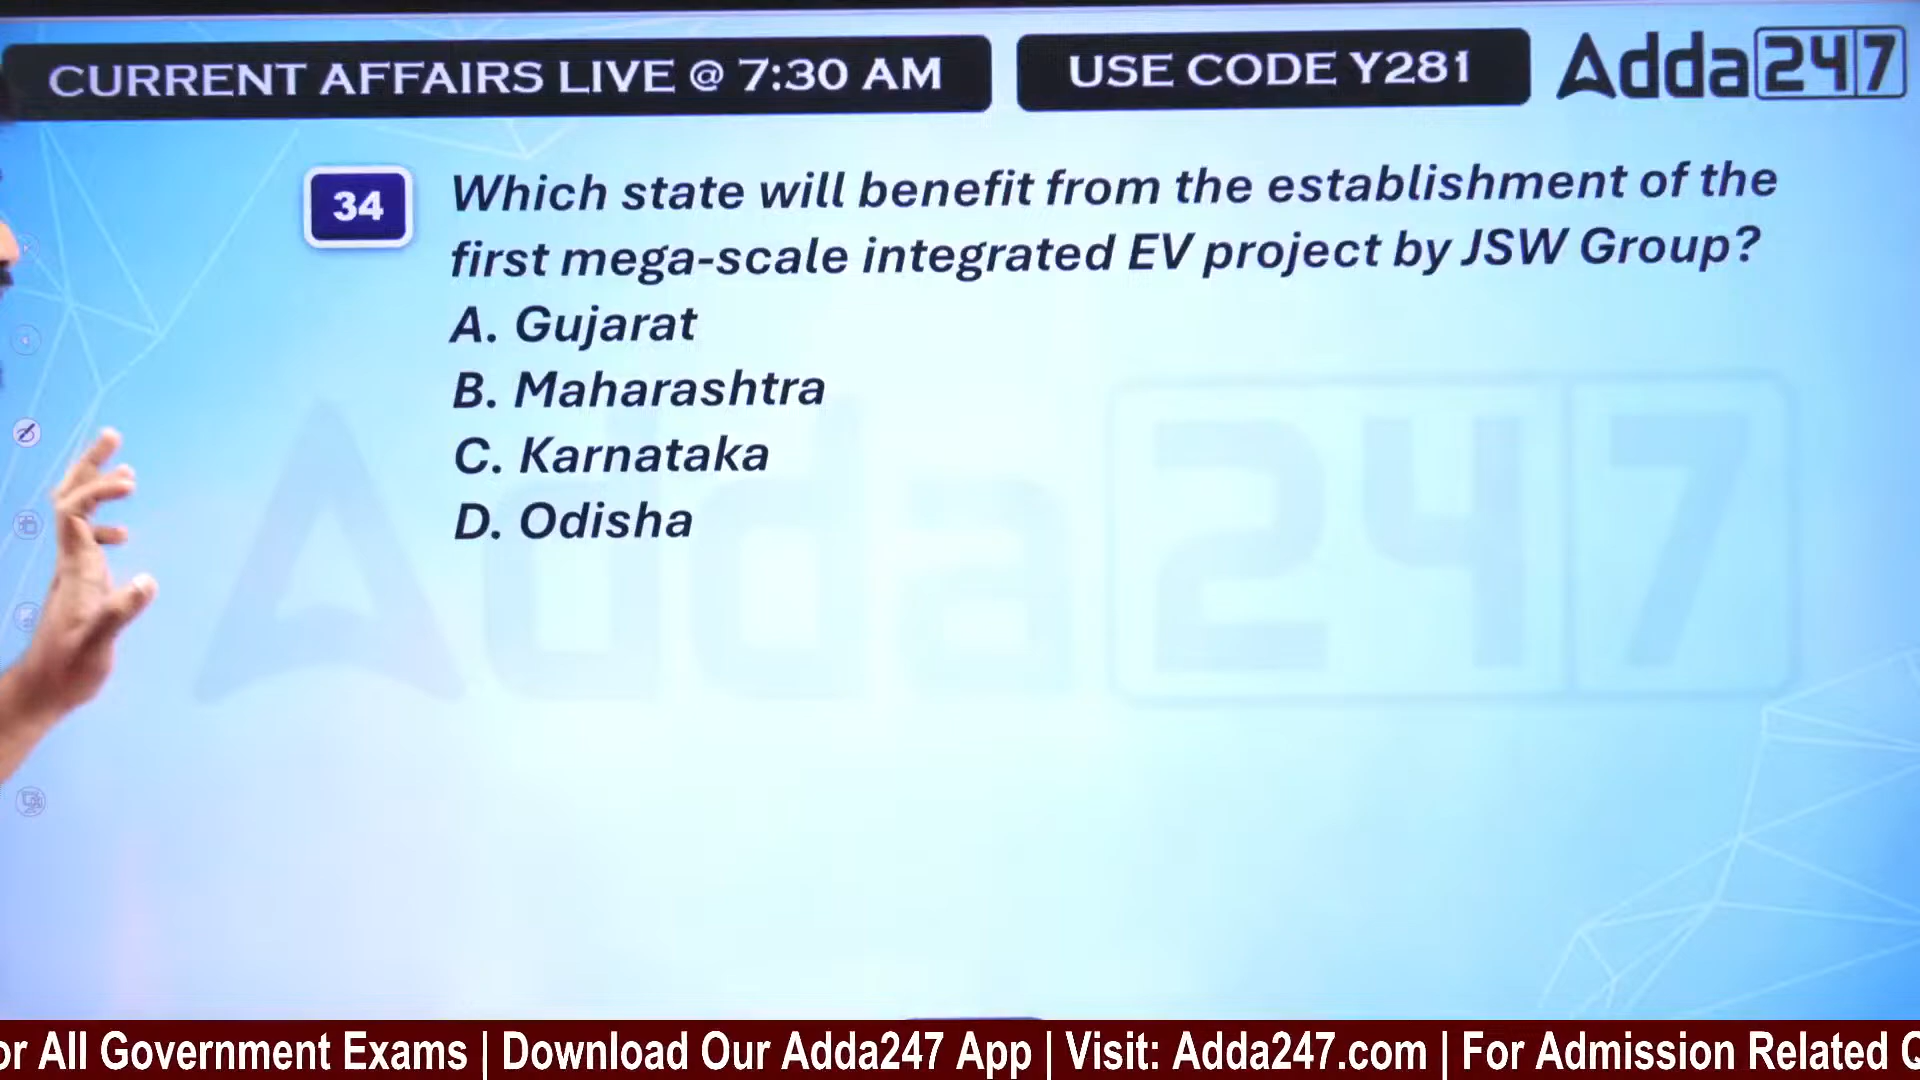 CURRENT AFFAIRS LIVE @ 7:30 AM
USE CODE Y281
Adda247
34
Which state will benefit from the establishment of the
first mega-scale integrated EV project by JSW Group?
A. Gujarat
B. Maharashtra
C. Karnataka
D. Odisha
Adda247
or All Government Exams | Download Our Adda247 App | Visit: Adda247.com | For Admission Related